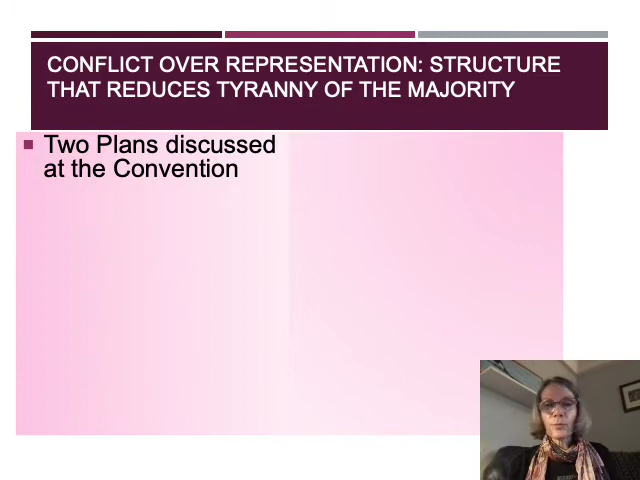 CONFLICT OVER REPRESENTATION: STRUCTURE
THAT REDUCES TYRANNY OF THE MAJORITY
Two Plans discussed
at the Convention